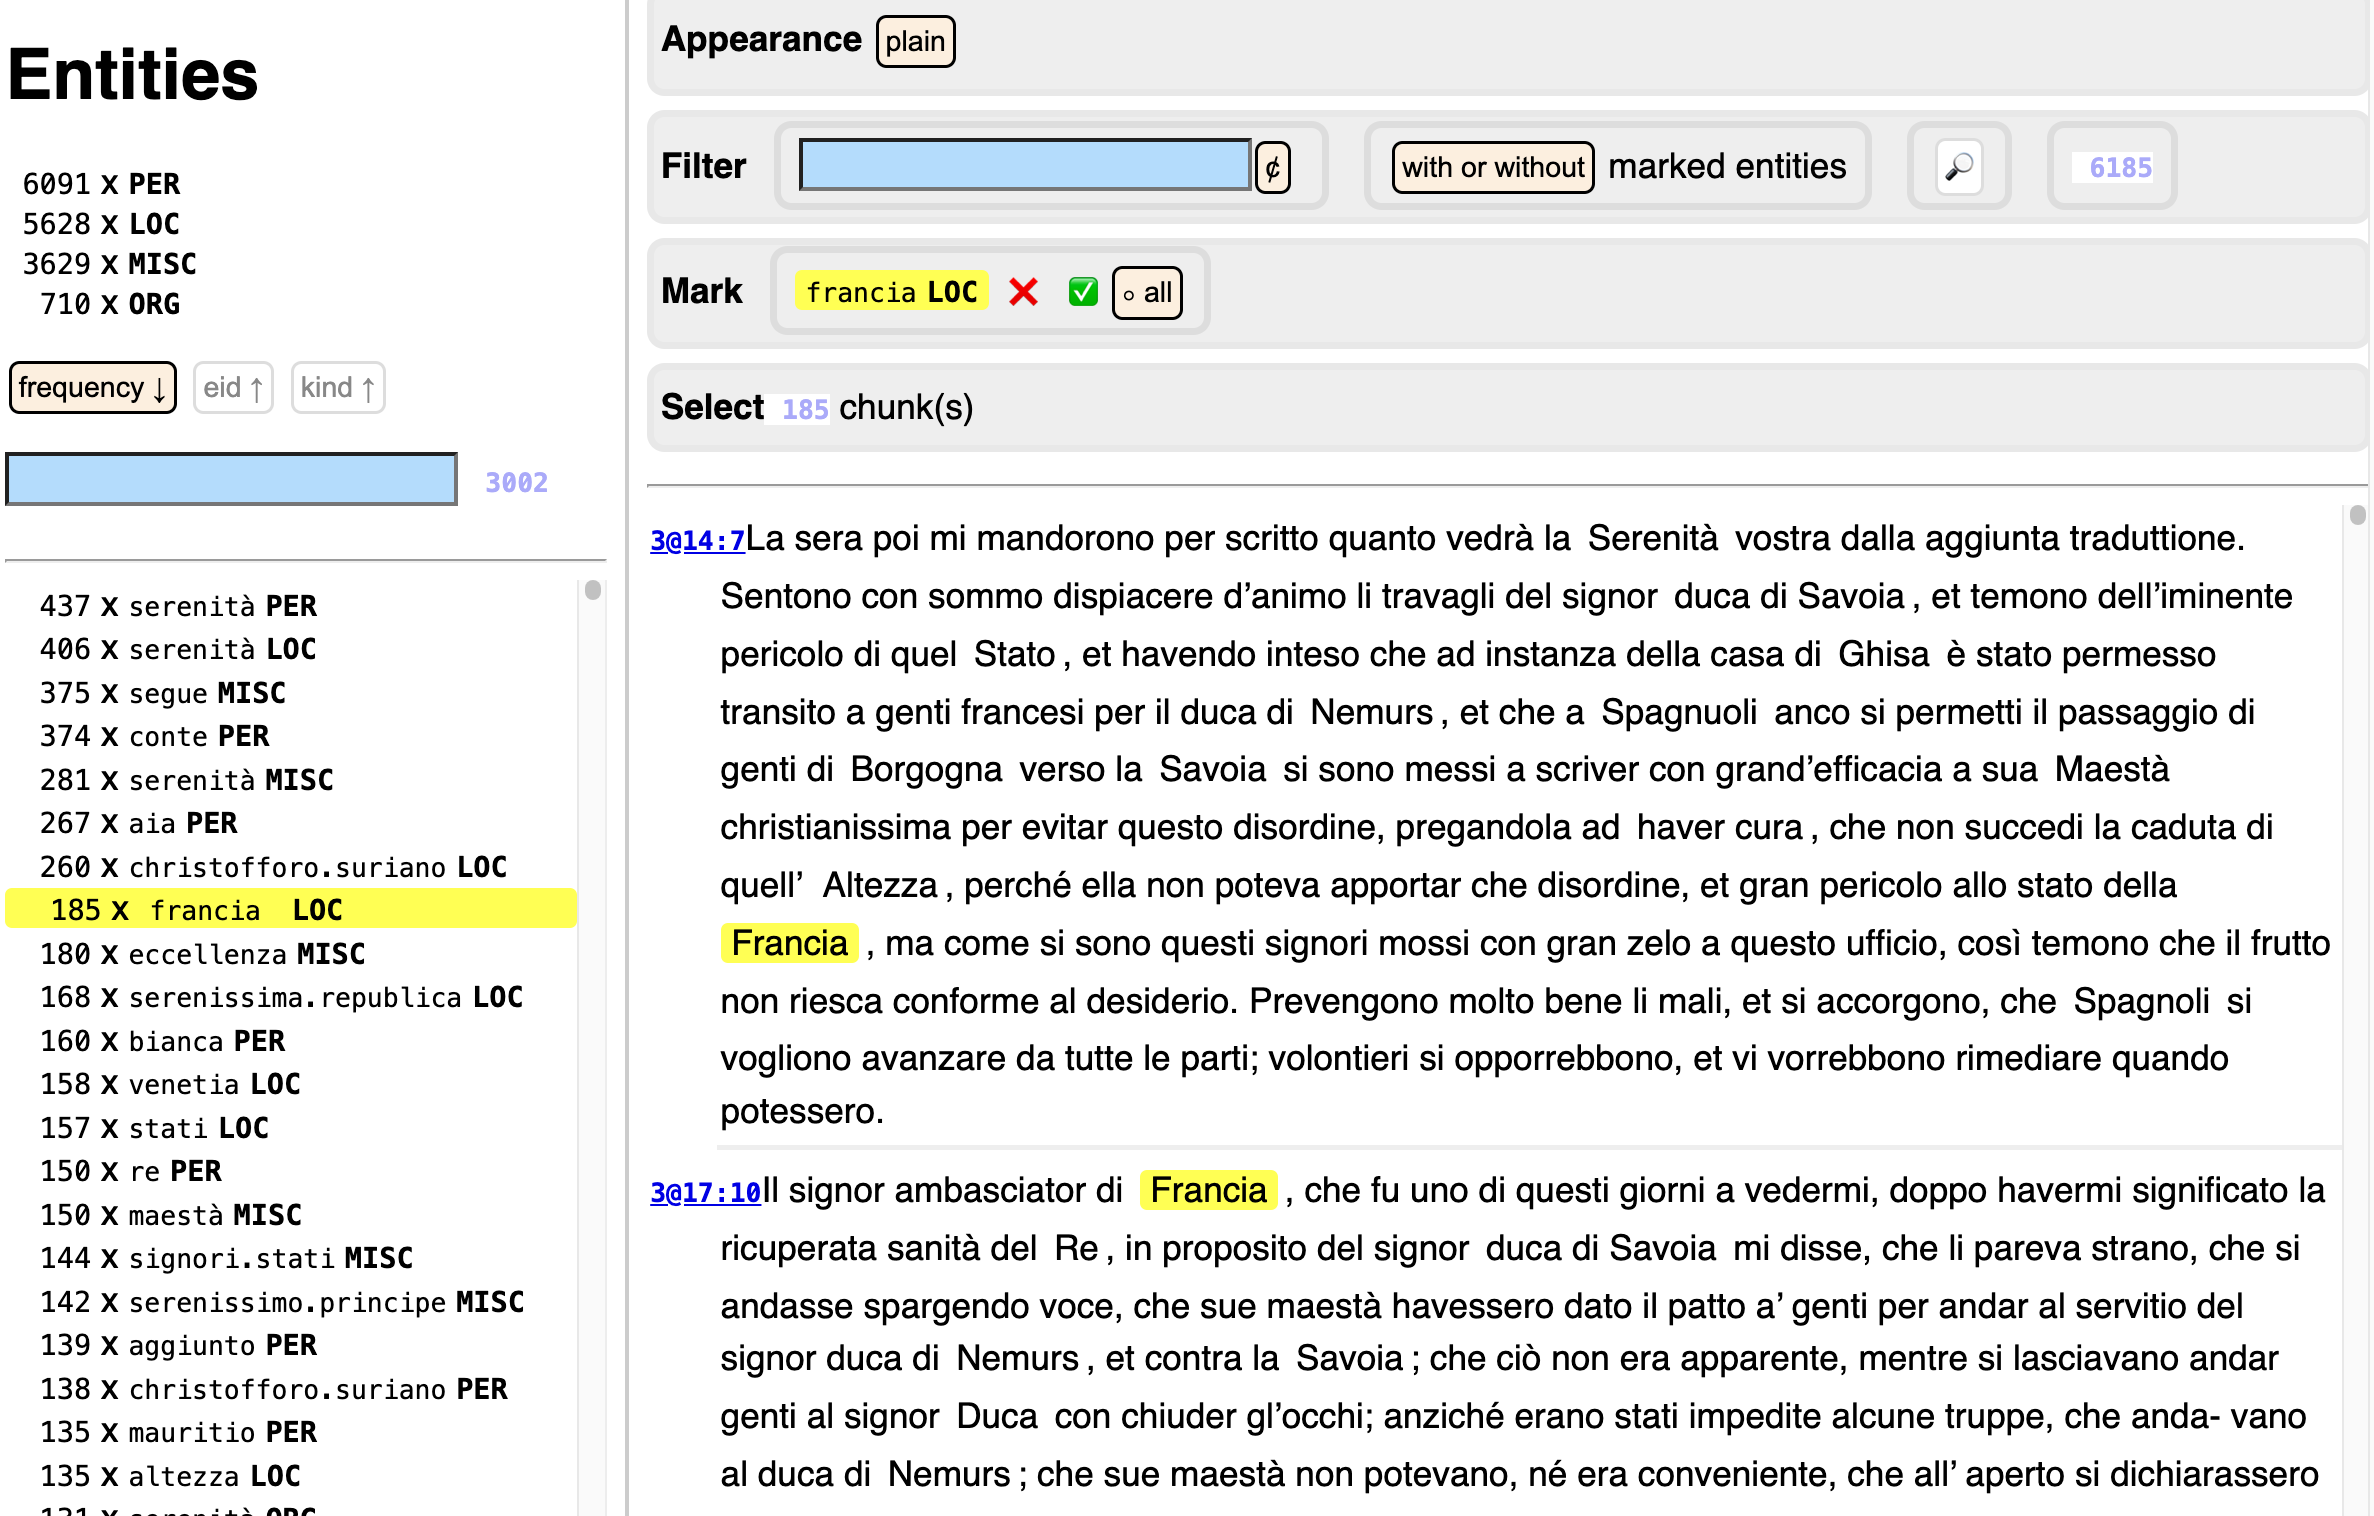 Entities
6091 x PER
5628 x LOC
3629 x MISC
710 x ORG
frequency ↓ eid ↑ kind ↑
3002
437 x serenità PER
406 x serenità LOC
375 x segue MISC
374 x conte PER
281 x serenità MISC
267 x aia PER
260 x christofforo.suriano LOC
185 x francia LOC
180 x eccellenza MISC
168 x serenissima.republica LOC
160 x bianca PER
158 x venetia LOC
157 x stati LOC
150 x re PER
150 x maestà MISC
144 x signori.stati MISC
142 x serenissimo.principe MISC
139 x aggiunto PER
138 x christofforo.suriano PER
135 x mauritio PER
135 x altezza LOC
131 x serenità ORG
Appearance plain
Filter ¢ with or without marked entities 🔎 6185
Mark francia LOC ❌ ✅ ∘ all
Select 185 chunk(s)
3@14:7La sera poi mi mandorono per scritto quanto vedrà la Serenità vostra dalla aggiunta traduttione.
Sentono con sommo dispiacere d’animo li travagli del signor duca di Savoia , et temono dell’iminente
pericolo di quel Stato , et havendo inteso che ad instanza della casa di Ghisa è stato permesso
transito a genti francesi per il duca di Nemurs , et che a Spagnuoli anco si permetti il passaggio di
genti di Borgogna verso la Savoia si sono messi a scriver con grand’efficacia a sua Maestà
christianissima per evitar questo disordine, pregandola ad haver cura , che non succedi la caduta di
quell’ Altezza , perché ella non poteva apportar che disordine, et gran pericolo allo stato della
Francia , ma come si sono questi signori mossi con gran zelo a questo ufficio, così temono che il frutto
non riesca conforme al desiderio. Prevengono molto bene li mali, et si accorgono, che Spagnoli si
vogliono avanzare da tutte le parti; volontieri si opporrebbono, et vi vorrebbono rimediare quando
potessero.
3@17:10Il signor ambasciator di Francia , che fu uno di questi giorni a vedermi, doppo havermi significato la
ricuperata sanità del Re , in proposito del signor duca di Savoia mi disse, che li pareva strano, che si
andasse spargendo voce, che sue maestà havessero dato il patto a’ genti per andar al servitio del
signor duca di Nemurs , et contra la Savoia ; che ciò non era apparente, mentre si lasciavano andar
genti al signor Duca con chiuder gl’occhi; anziché erano stati impedite alcune truppe, che anda- vano
al duca di Nemurs ; che sue maestà non potevano, né era conveniente, che all’ aperto si dichiarassero